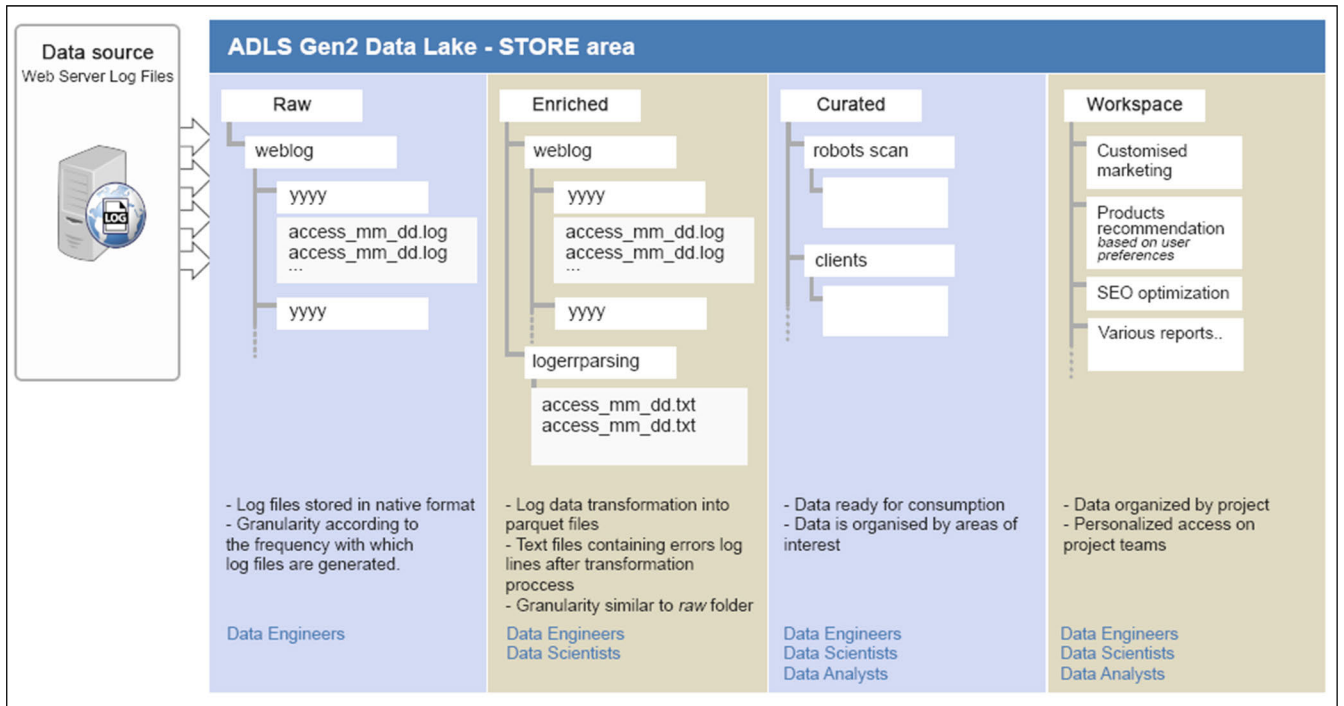 Data source
Web Server Log Files
LOG
ADLS Gen2 Data Lake - STORE area
Raw
weblog
yyyy
access_mm_dd.log
access_mm_dd.log
...
yyyy
- Log files stored in native format
- Granularity according to
the frequency with which
log files are generated.
Data Engineers
Enriched
weblog
yyyy
access_mm_dd.log
access_mm_dd.log
...
yyyy
logerrparsing
access_mm_dd.txt
access_mm_dd.txt
- Log data transformation into
parquet files
- Text files containing errors log
lines after transformation
proccess
- Granularity similar to raw folder
Data Engineers
Data Scientists
Curated
robots scan
clients
- Data ready for consumption
- Data is organised by areas of
interest
Data Engineers
Data Scientists
Data Analysts
Workspace
Customised
marketing
Products
recommendation
based on user
preferences
SEO optimization
Various reports..
- Data organized by project
- Personalized access on
project teams
Data Engineers
Data Scientists
Data Analysts